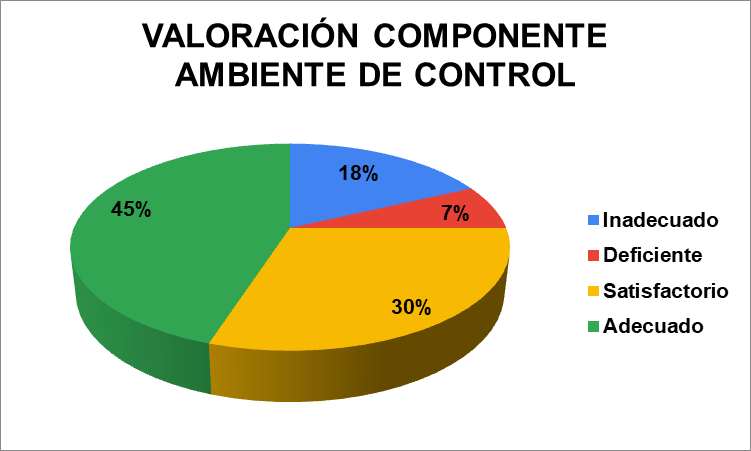 VALORACIÓN COMPONENTE
AMBIENTE DE CONTROL
18%
45%
7%
30%
Inadecuado
Deficiente
Satisfactorio
Adecuado